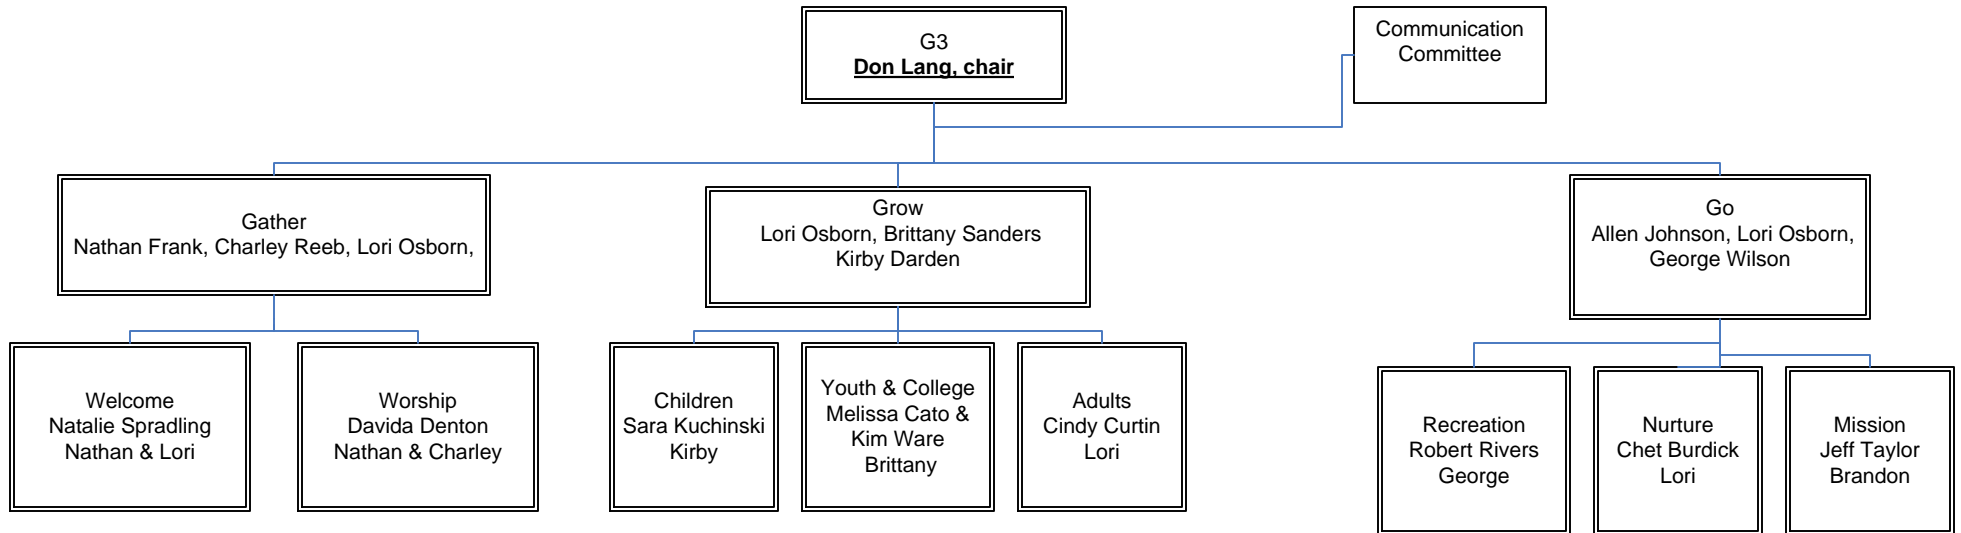 G3
Don Lang, chair
Communication
Committee
Gather
Nathan Frank, Charley Reeb, Lori Osborn,
Grow
Lori Osborn, Brittany Sanders
Kirby Darden
Go
Allen Johnson, Lori Osborn,
George Wilson
Welcome
Natalie Spradling
Nathan & Lori
Worship
Davida Denton
Nathan & Charley
Children
Sara Kuchinski
Kirby
Youth & College
Melissa Cato &
Kim Ware
Brittany
Adults
Cindy Curtin
Lori
Recreation
Robert Rivers
George
Nurture
Chet Burdick
Lori
Mission
Jeff Taylor
Brandon